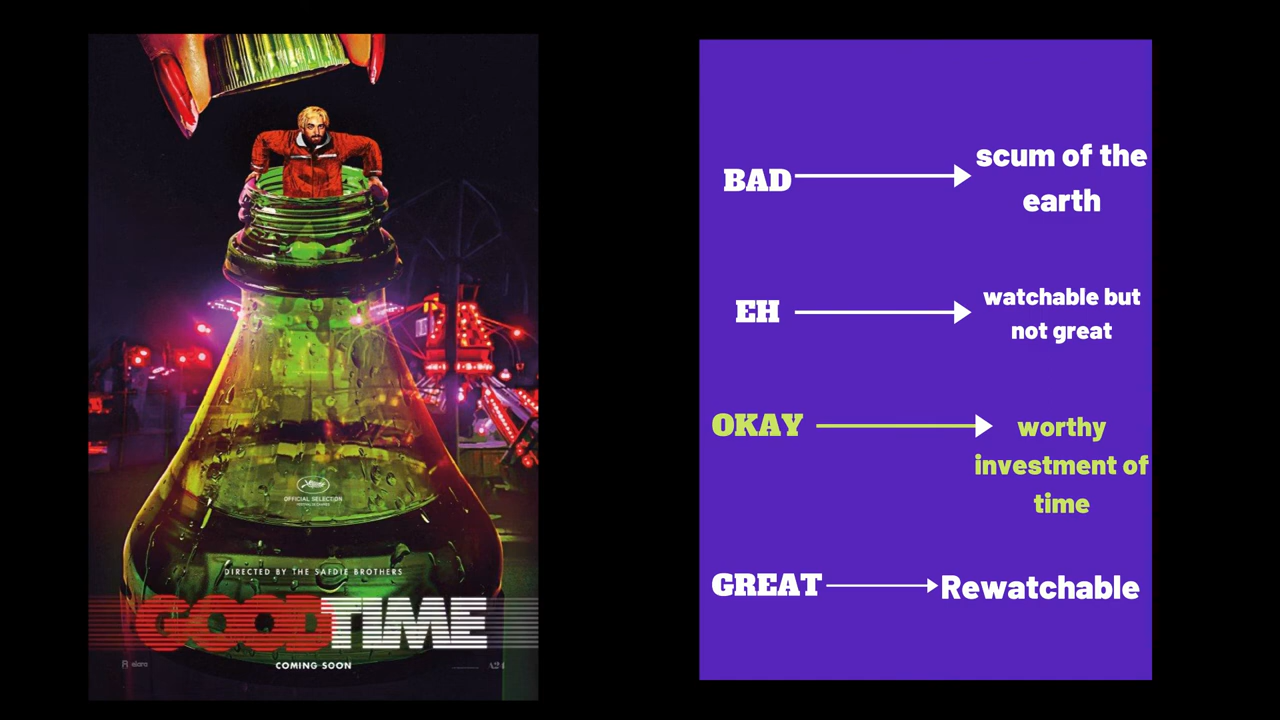 OFFICIAL SELECTION
DIRECTED BY THE SAFDIE BROTHERS
GOODTIME
COMING SOON
BAD
scum of the
earth
EH
watchable but
not great
OKAY
worthy
investment of
time
GREAT
Rewatchable